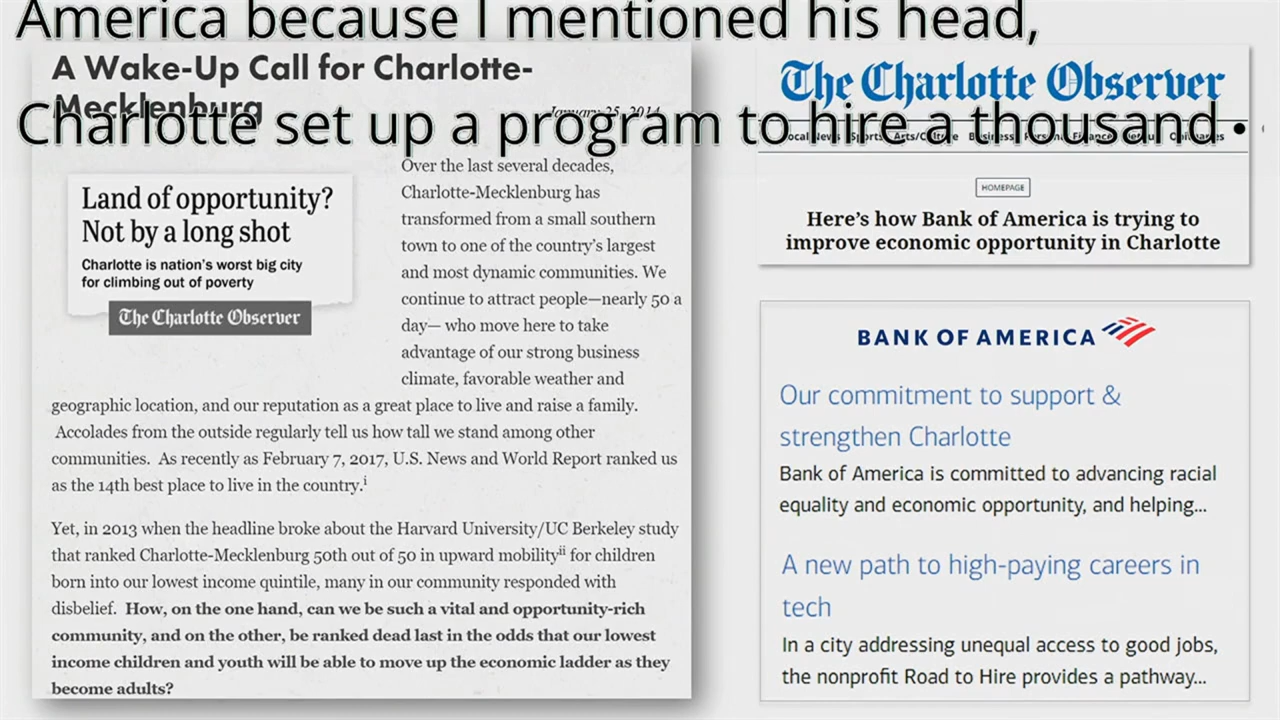 America because I mentioned his head,
Charlotte set up a program to hire a thousand •
A Wake-Up Call for Charlotte-
Mecklenburg
January 25, 2014
Land of opportunity?
Not by a long shot
Charlotte is nation's worst big city
for climbing out of poverty
The Charlotte Observer
Over the last several decades,
Charlotte-Mecklenburg has
transformed from a small southern
town to one of the country's largest
and most dynamic communities. We
continue to attract people—nearly 50 a
day— who move here to take
advantage of our strong business
climate, favorable weather and
geographic location, and our reputation as a great place to live and raise a family.
Accolades from the outside regularly tell us how tall we stand among other
communities. As recently as February 7, 2017, U.S. News and World Report ranked us
as the 14th best place to live in the country.i
Yet, in 2013 when the headline broke about the Harvard University/UC Berkeley study
that ranked Charlotte-Mecklenburg 50th out of 50 in upward mobilityii for children
born into our lowest income quintile, many in our community responded with
disbelief. How, on the one hand, can we be such a vital and opportunity-rich
community, and on the other, be ranked dead last in the odds that our lowest
income children and youth will be able to move up the economic ladder as they
become adults?
The Charlotte Observer
Local News Sports Arts/Culture Business Personal Finance Obituaries
HOMEPAGE
Here's how Bank of America is trying to
improve economic opportunity in Charlotte
BANK OF AMERICA
Our commitment to support &
strengthen Charlotte
Bank of America is committed to advancing racial
equality and economic opportunity, and helping...
A new path to high-paying careers in
tech
In a city addressing unequal access to good jobs,
the nonprofit Road to Hire provides a pathway...